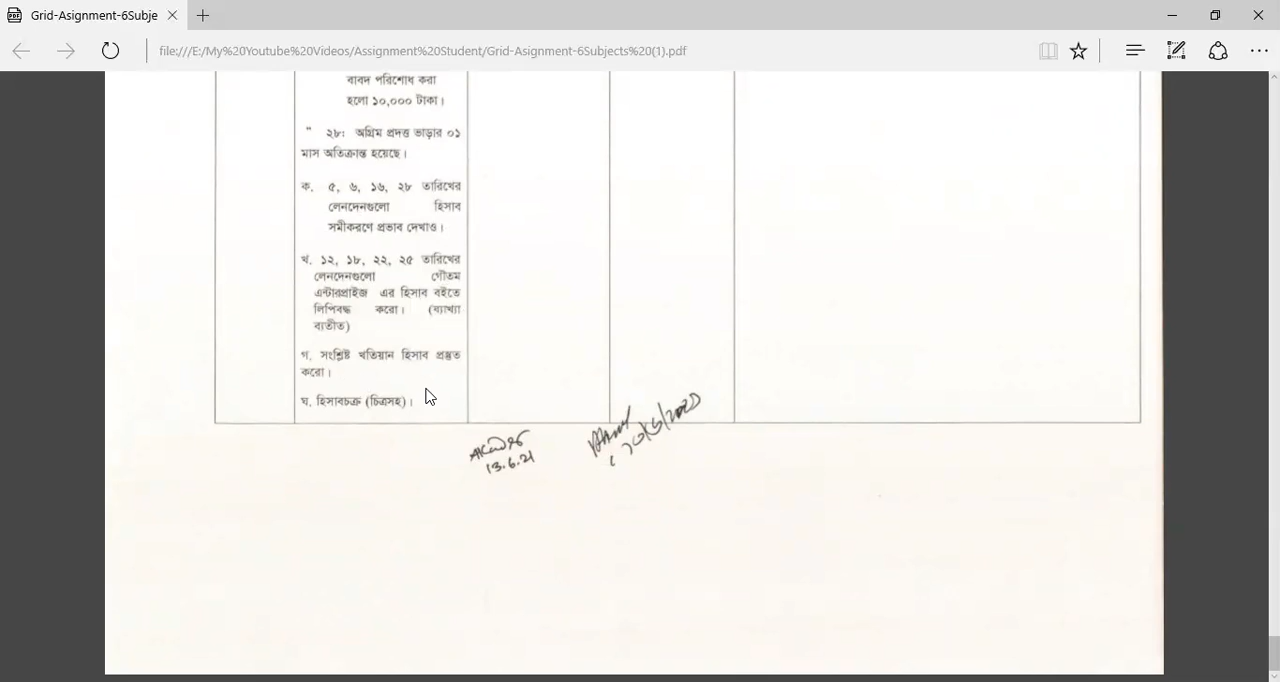 Grid-Asignment-6Subje
file:///E:/My%20Youtube%20Videos/Assignment%20Student/Grid-Asignment-6Subjects%20(1).pdf
বাবদ পরিশোধ করা
হলো ১০,০০০ টাকা।
" ২৮: অগ্রিম প্রদত্ত ভাড়ার ০১
মাস অতিক্রান্ত হয়েছে।
ক. ৫, ৬, ১৬, ২৮ তারিখের
লেনদেনগুলো হিসাব
সমীকরণে প্রভাব দেখাও।
খ. ১২, ১৮, ২২, ২৫ তারিখের
লেনদেনগুলো গৌতম
এন্টারপ্রাইজ এর হিসাব বইতে
লিপিবদ্ধ করো। (ব্যাখ্যা
ব্যতীত)
গ. সংশ্লিষ্ট খতিয়ান হিসাব প্রস্তুত
করো।
ঘ. হিসাবচক্র (চিত্রসহ)।
13.6.21